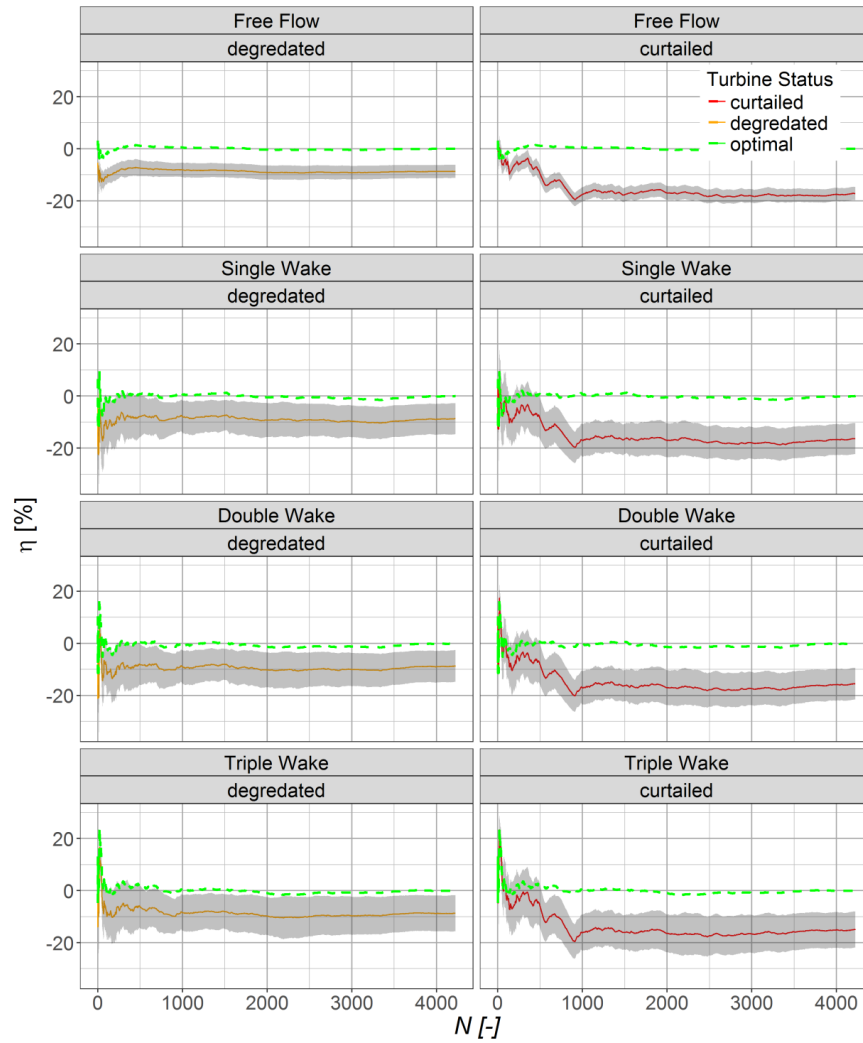 Free Flow
degredated
Free Flow
curtailed
Turbine Status
curtailed
degredated
optimal
20
0
-20
Single Wake
degredated
Single Wake
curtailed
20
0
-20
Double Wake
degredated
Double Wake
curtailed
20
0
-20
Triple Wake
degredated
Triple Wake
curtailed
20
0
-20
η [%]
0 1000 2000 3000 4000
0 1000 2000 3000 4000
N [-]